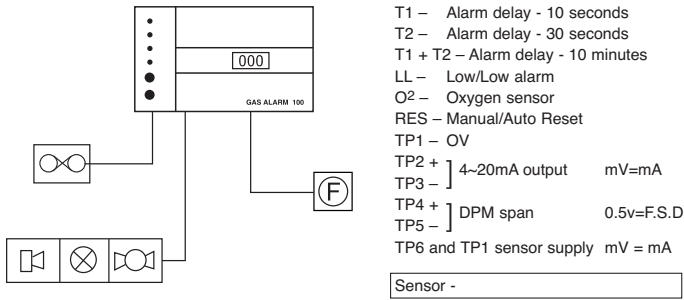 000
GAS ALARM 100
F
T1 – Alarm delay - 10 seconds
T2 – Alarm delay - 30 seconds
T1 + T2 – Alarm delay - 10 minutes
LL – Low/Low alarm
O² – Oxygen sensor
RES – Manual/Auto Reset
TP1 – OV
TP2 +
TP3 –
] 4~20mA output mV=mA
TP4 +
TP5 –
] DPM span 0.5v=F.S.D
TP6 and TP1 sensor supply mV = mA
Sensor -